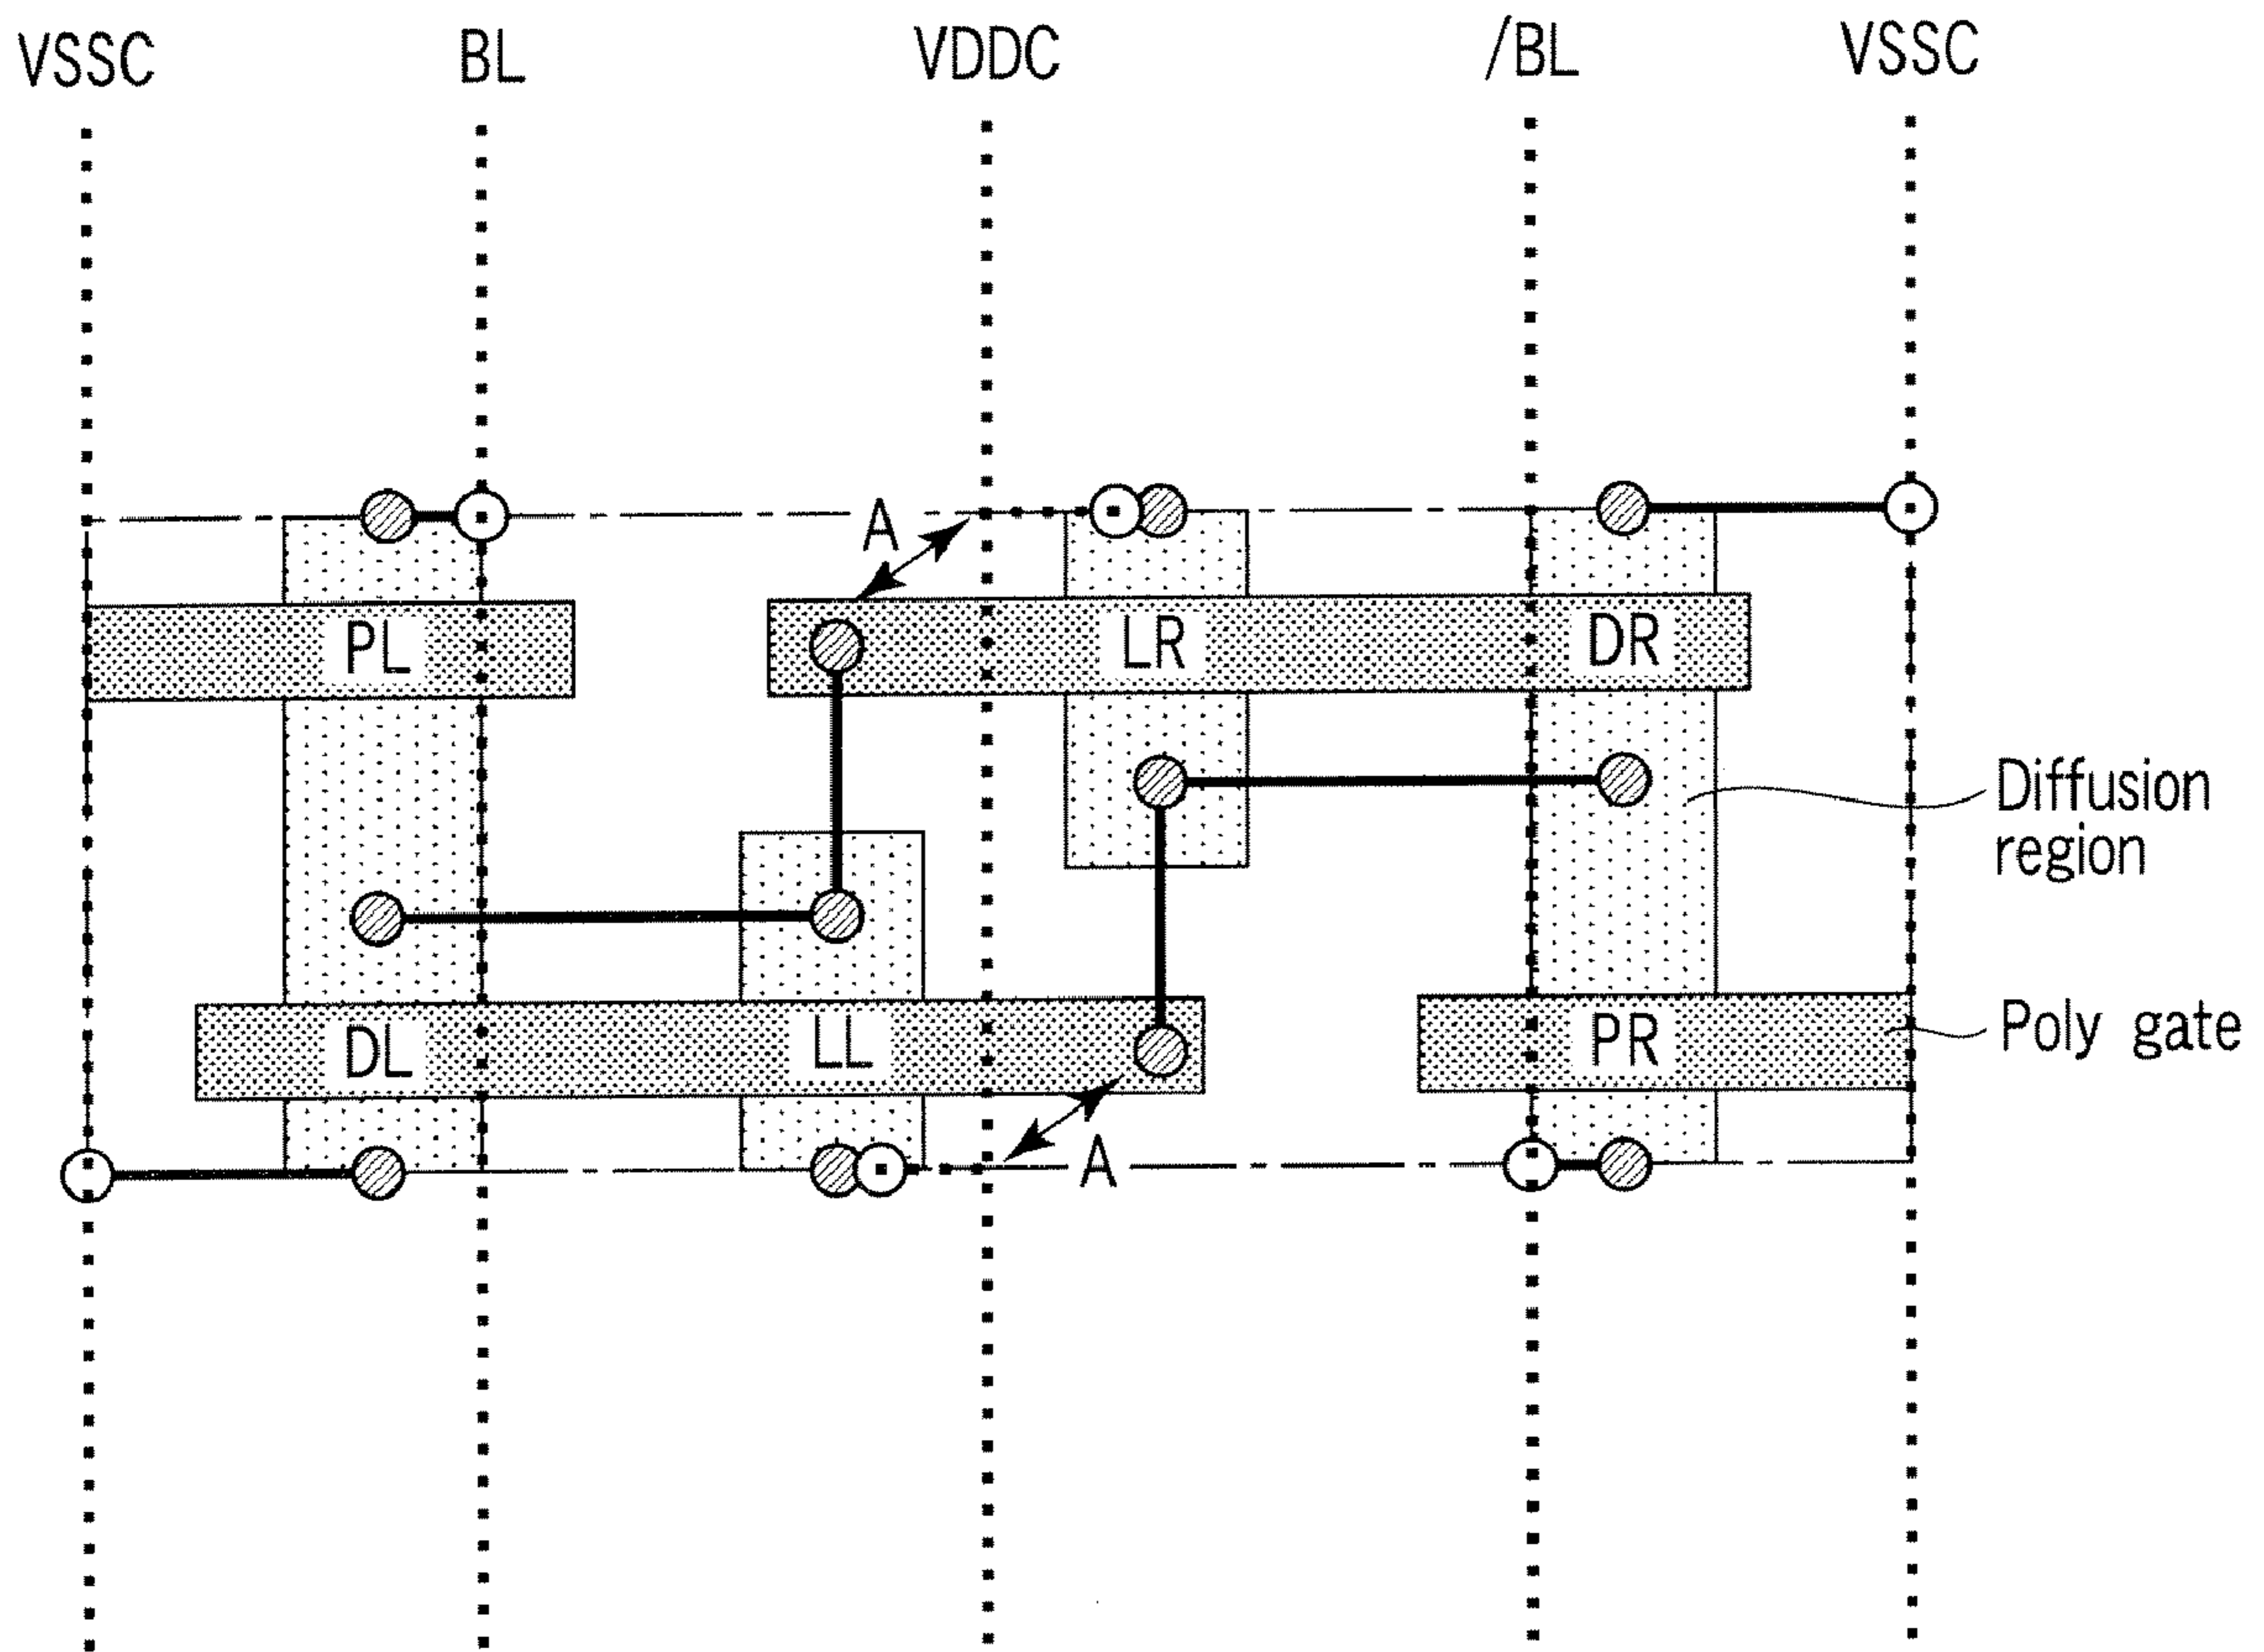 VSSC
BL
VDDC
/BL
VSSC
A
PL
LR
DR
Diffusion
region
DL
LL
PR
Poly gate
A